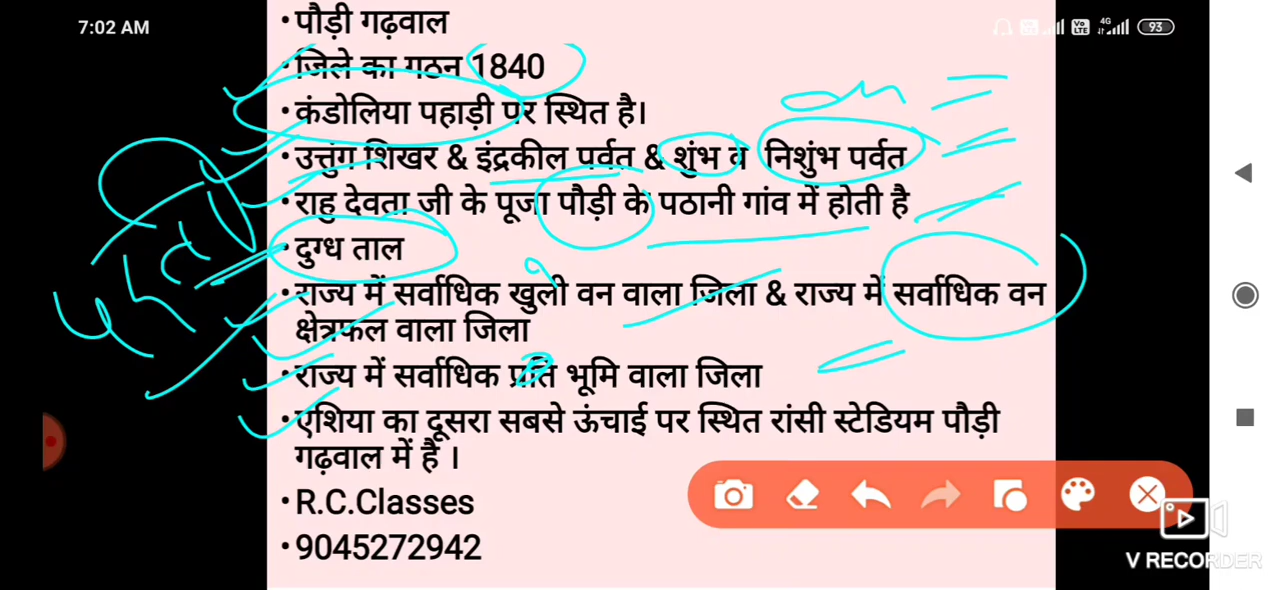 7:02 AM
4G
93
• पौड़ी गढ़वाल
• जिले का गठन 1840
• कंडोलिया पहाड़ी पर स्थित है।
• उत्तुंग शिखर & इंद्रकील पर्वत & शुंभ व निशुंभ पर्वत
• राहु देवता जी के पूजा पौड़ी के पठानी गांव में होती है
• दुग्ध ताल
• राज्य में सर्वाधिक खुली वन वाला जिला & राज्य में सर्वाधिक वन
क्षेत्रफल वाला जिला
• राज्य में सर्वाधिक प्रति भूमि वाला जिला
• एशिया का दूसरा सबसे ऊंचाई पर स्थित रांसी स्टेडियम पौड़ी
गढ़वाल में है ।
• R.C.Classes
• 9045272942
V RECORDER